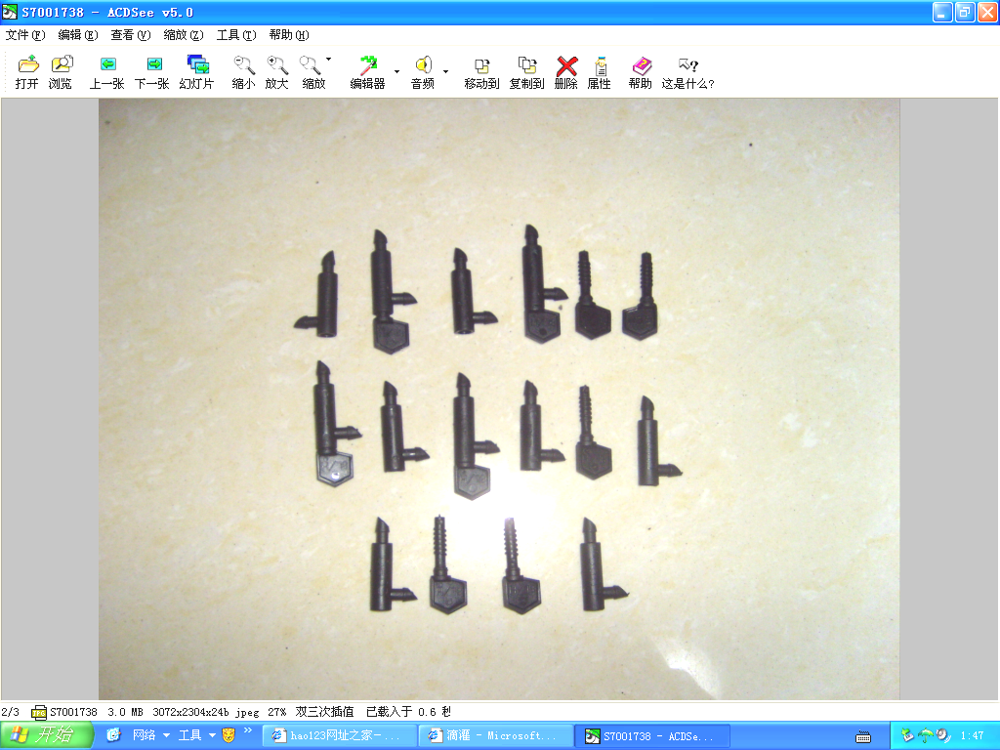 S7001738 - ACDSee v5.0
文件(F) 编辑(E) 查看(V) 缩放(Z) 工具(T) 帮助(H)
打开 浏览 上一张 下一张 幻灯片 缩小 放大 缩放 编辑器 音频 移动到 复制到 删除 属性 帮助 这是什么?
2/3 S7001738 3.0 MB 3072x2304x24b jpeg 27% 双三次插值 已载入于 0.6 秒
开始 网络 工具 » hao123网址之家-... 滴灌 - Microsoft... S7001738 - ACDSe... 1:47